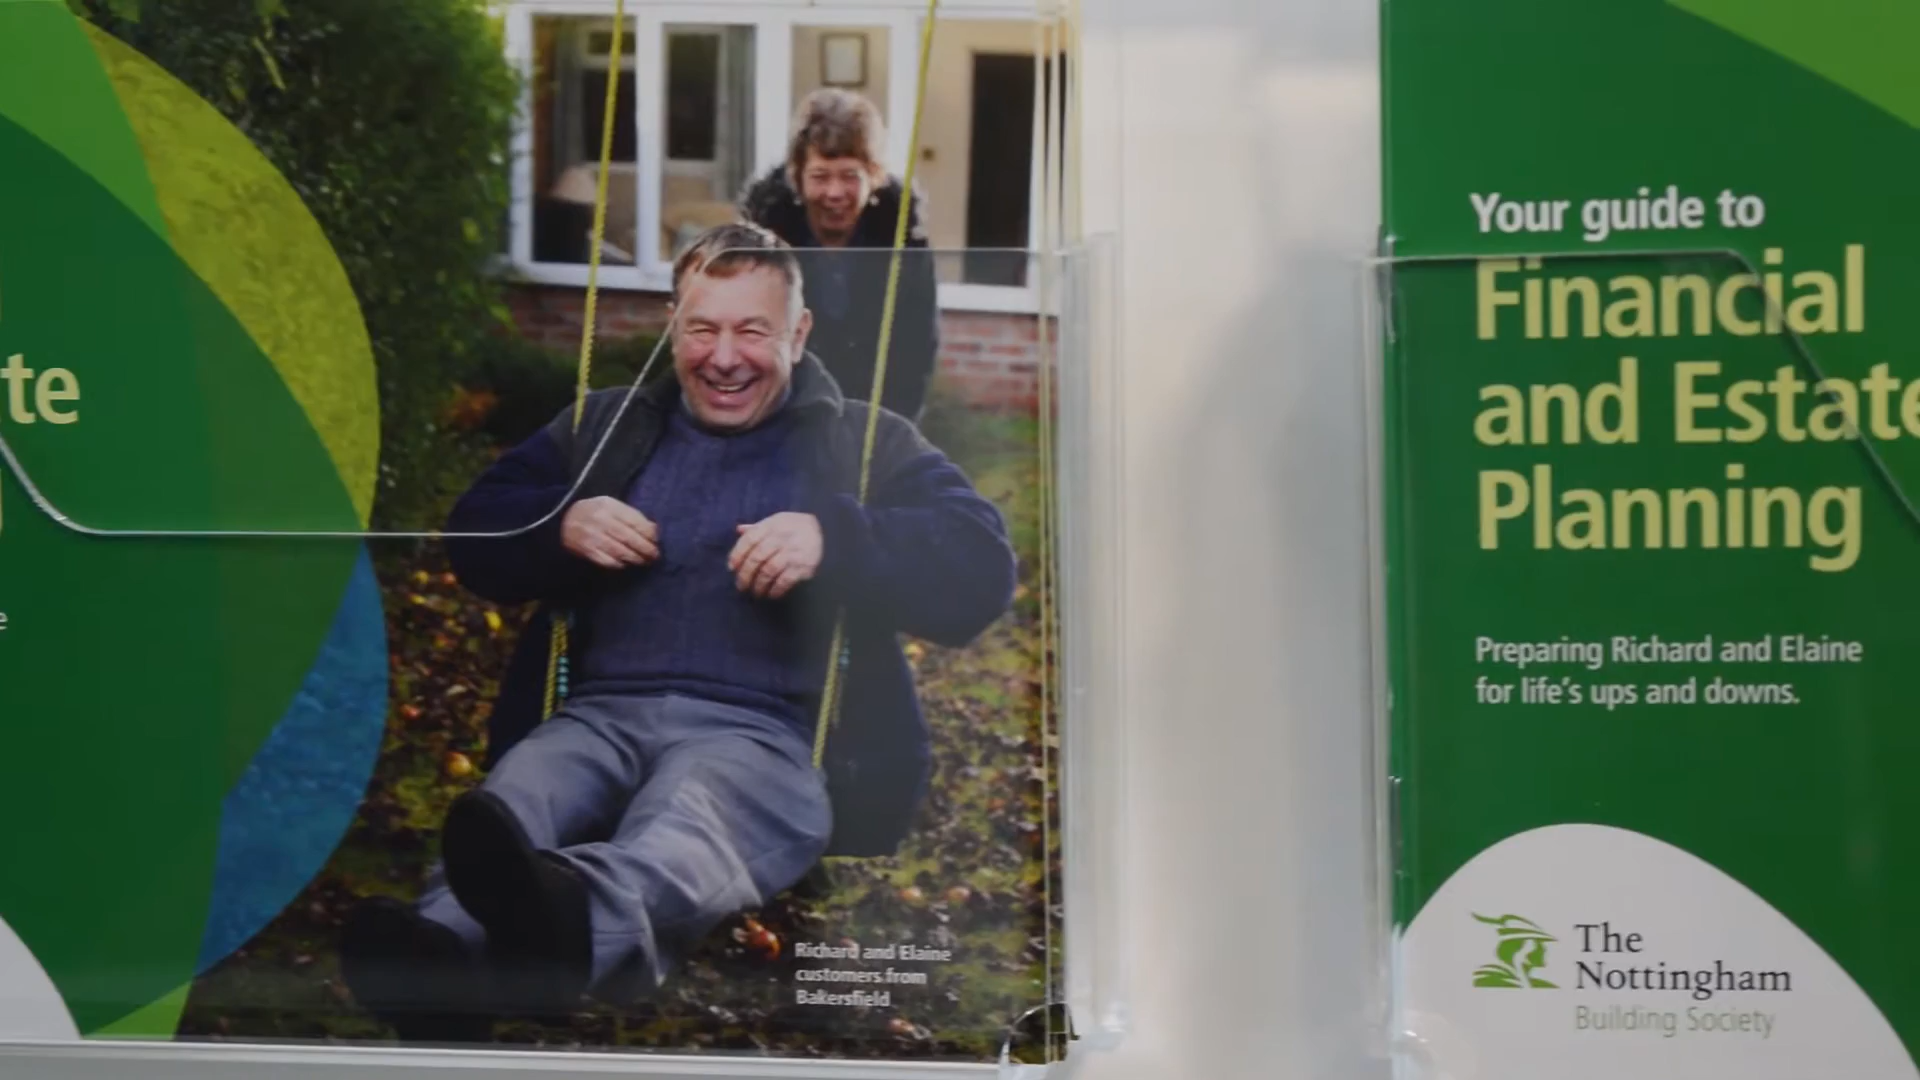 te
e
Richard and Elaine
customers from
Bakersfield
Your guide to
Financial
and Estate
Planning
Preparing Richard and Elaine
for life's ups and downs.
The
Nottingham
Building Society